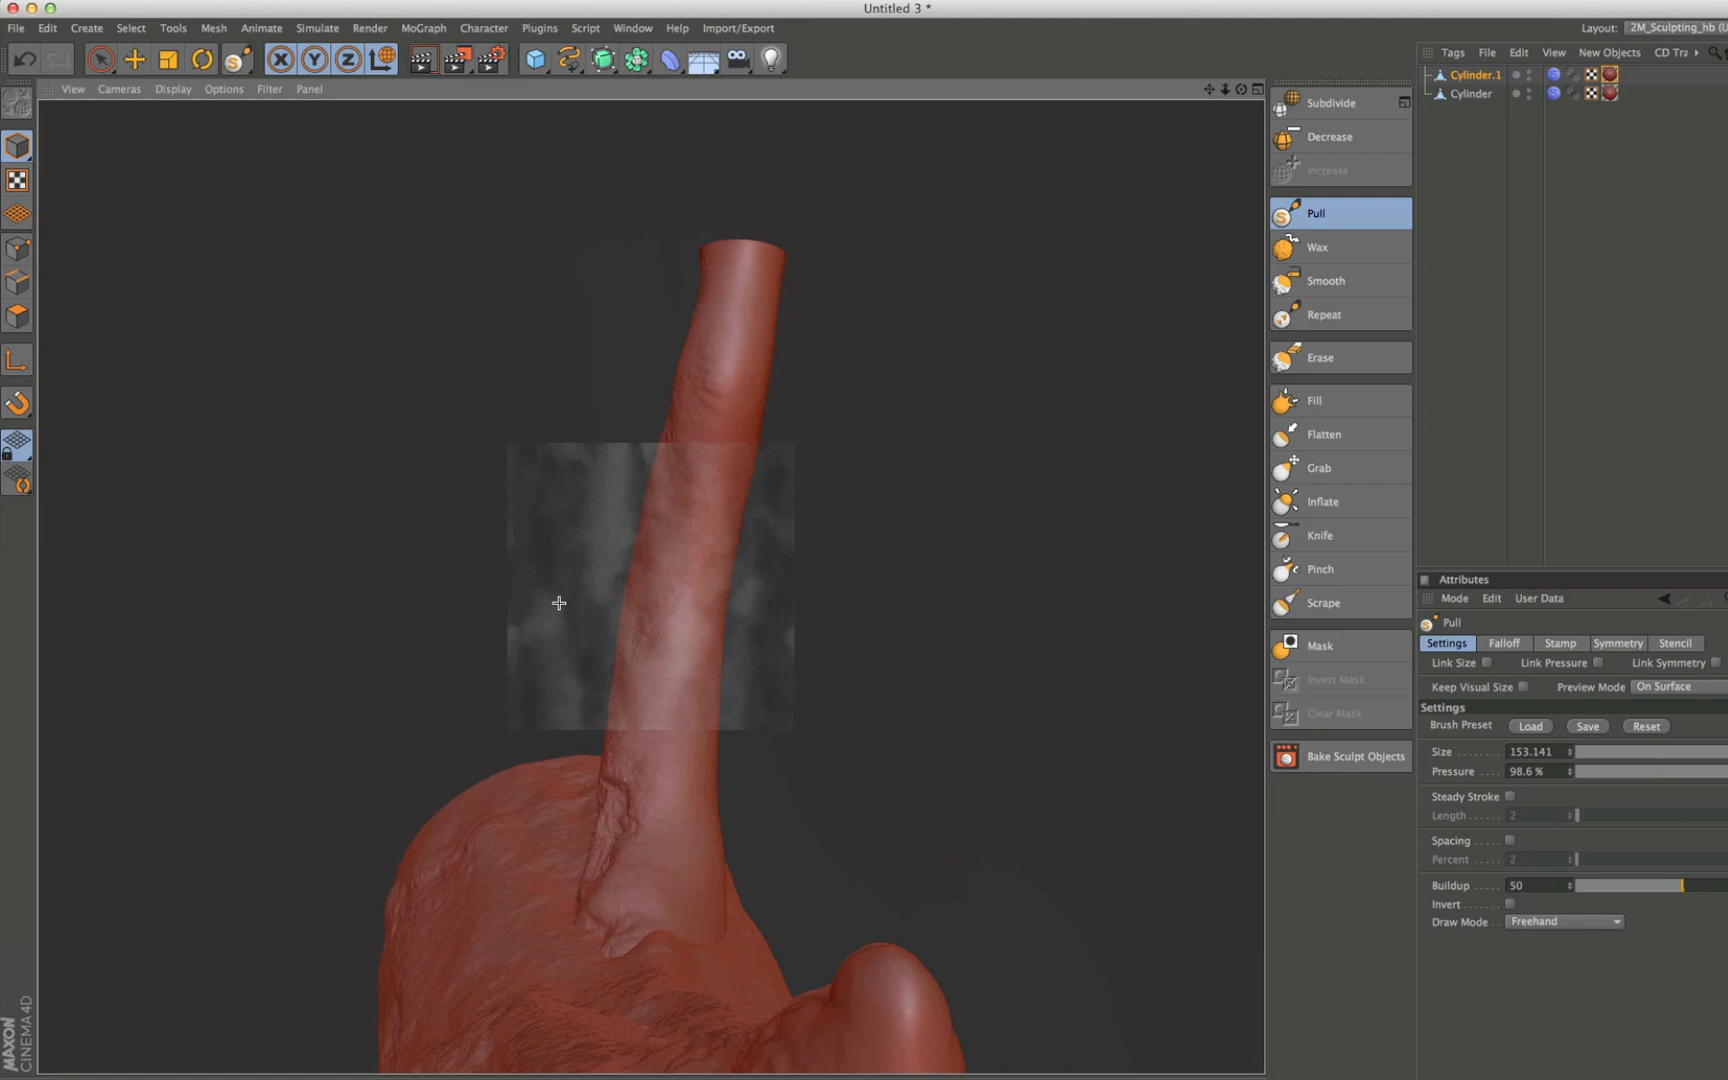 Untitled 3 *
File Edit Create Select Tools Mesh Animate Simulate Render MoGraph Character Plugins Script Window Help Import/Export
Layout: 2M_Sculpting_hb (U
Tags File Edit View New Objects CD Tra
View Cameras Display Options Filter Panel
Cylinder.1
Cylinder
Subdivide
Decrease
Increase
Pull
Wax
Smooth
Repeat
Erase
Fill
Flatten
Grab
Inflate
Knife
Pinch
Scrape
Mask
Invert Mask
Clear Mask
Bake Sculpt Objects
Attributes
Mode Edit User Data
Pull
Settings Falloff Stamp Symmetry Stencil
Link Size Link Pressure Link Symmetry
Keep Visual Size Preview Mode On Surface
Settings
Brush Preset Load Save Reset
Size 153.141
Pressure 98.6 %
Steady Stroke
Length 2
Spacing
Percent 2
Buildup 50
Invert
Draw Mode Freehand
MAXON
CINEMA 4D